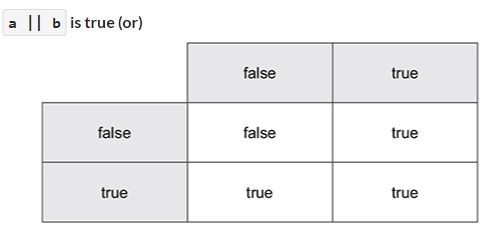 a || b is true (or)
false true
false false true
true true true